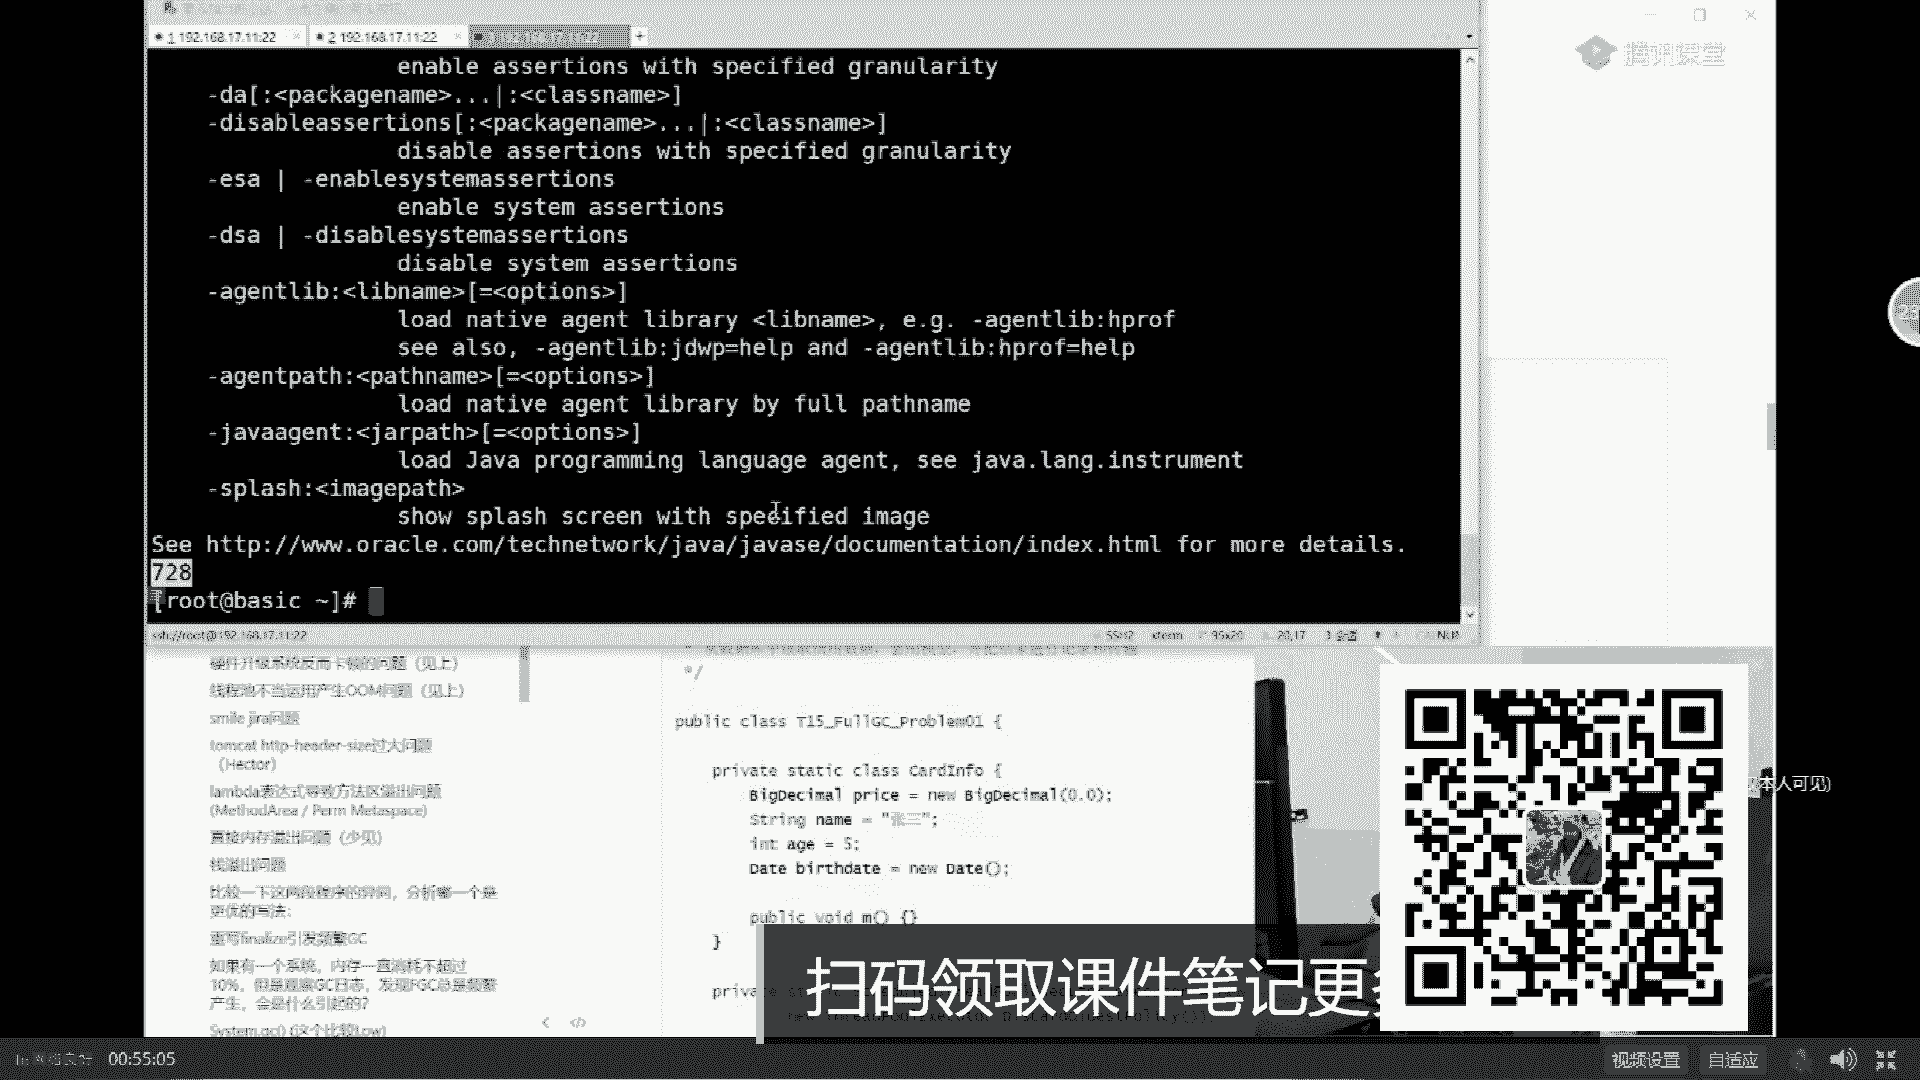 1 192.168.17.11:22
2 192.168.17.11:22
腾讯课堂
enable assertions with specified granularity
-da[:<packagename>...|:<classname>]
-disableassertions[:<packagename>...|:<classname>]
disable assertions with specified granularity
-esa | -enablesystemassertions
enable system assertions
-dsa | -disablesystemassertions
disable system assertions
-agentlib:<libname>[=<options>]
load native agent library <libname>, e.g. -agentlib:hprof
see also, -agentlib:jdwp=help and -agentlib:hprof=help
-agentpath:<pathname>[=<options>]
load native agent library by full pathname
-javaagent:<jarpath>[=<options>]
load Java programming language agent, see java.lang.instrument
-splash:<imagepath>
show splash screen with specified image
See http://www.oracle.com/technetwork/java/javase/documentation/index.html for more details.
728
[root@basic ~]#
ssh://root@192.168.17.11:22
SSH2 xterm 95x20 20,17 3 会话 NUM
硬件升级系统反而卡顿的问题（见上）
线程池不当运用产生OOM问题（见上）
smile jira问题
tomcat http-header-size过大问题
（Hector）
lambda表达式导致方法区溢出问题
(MethodArea / Perm Metaspace)
直接内存溢出问题（少见）
栈溢出问题
比较一下这两段程序的异同，分析哪一个是
更优的写法：
重写finalize引发频繁GC
如果有一个系统，内存一直消耗不超过
10%，但是观察GC日志，发现FGC总是频繁
产生，会是什么引起的？
System.gc() (这个比较Low)
*/
public class T15_FullGC_Problem01 {
private static class CardInfo {
BigDecimal price = new BigDecimal(0.0);
String name = "张三";
int age = 5;
Date birthdate = new Date();
public void m() {}
}
本人可见)
扫码领取课件笔记更
00:55:05
视频设置
自适应